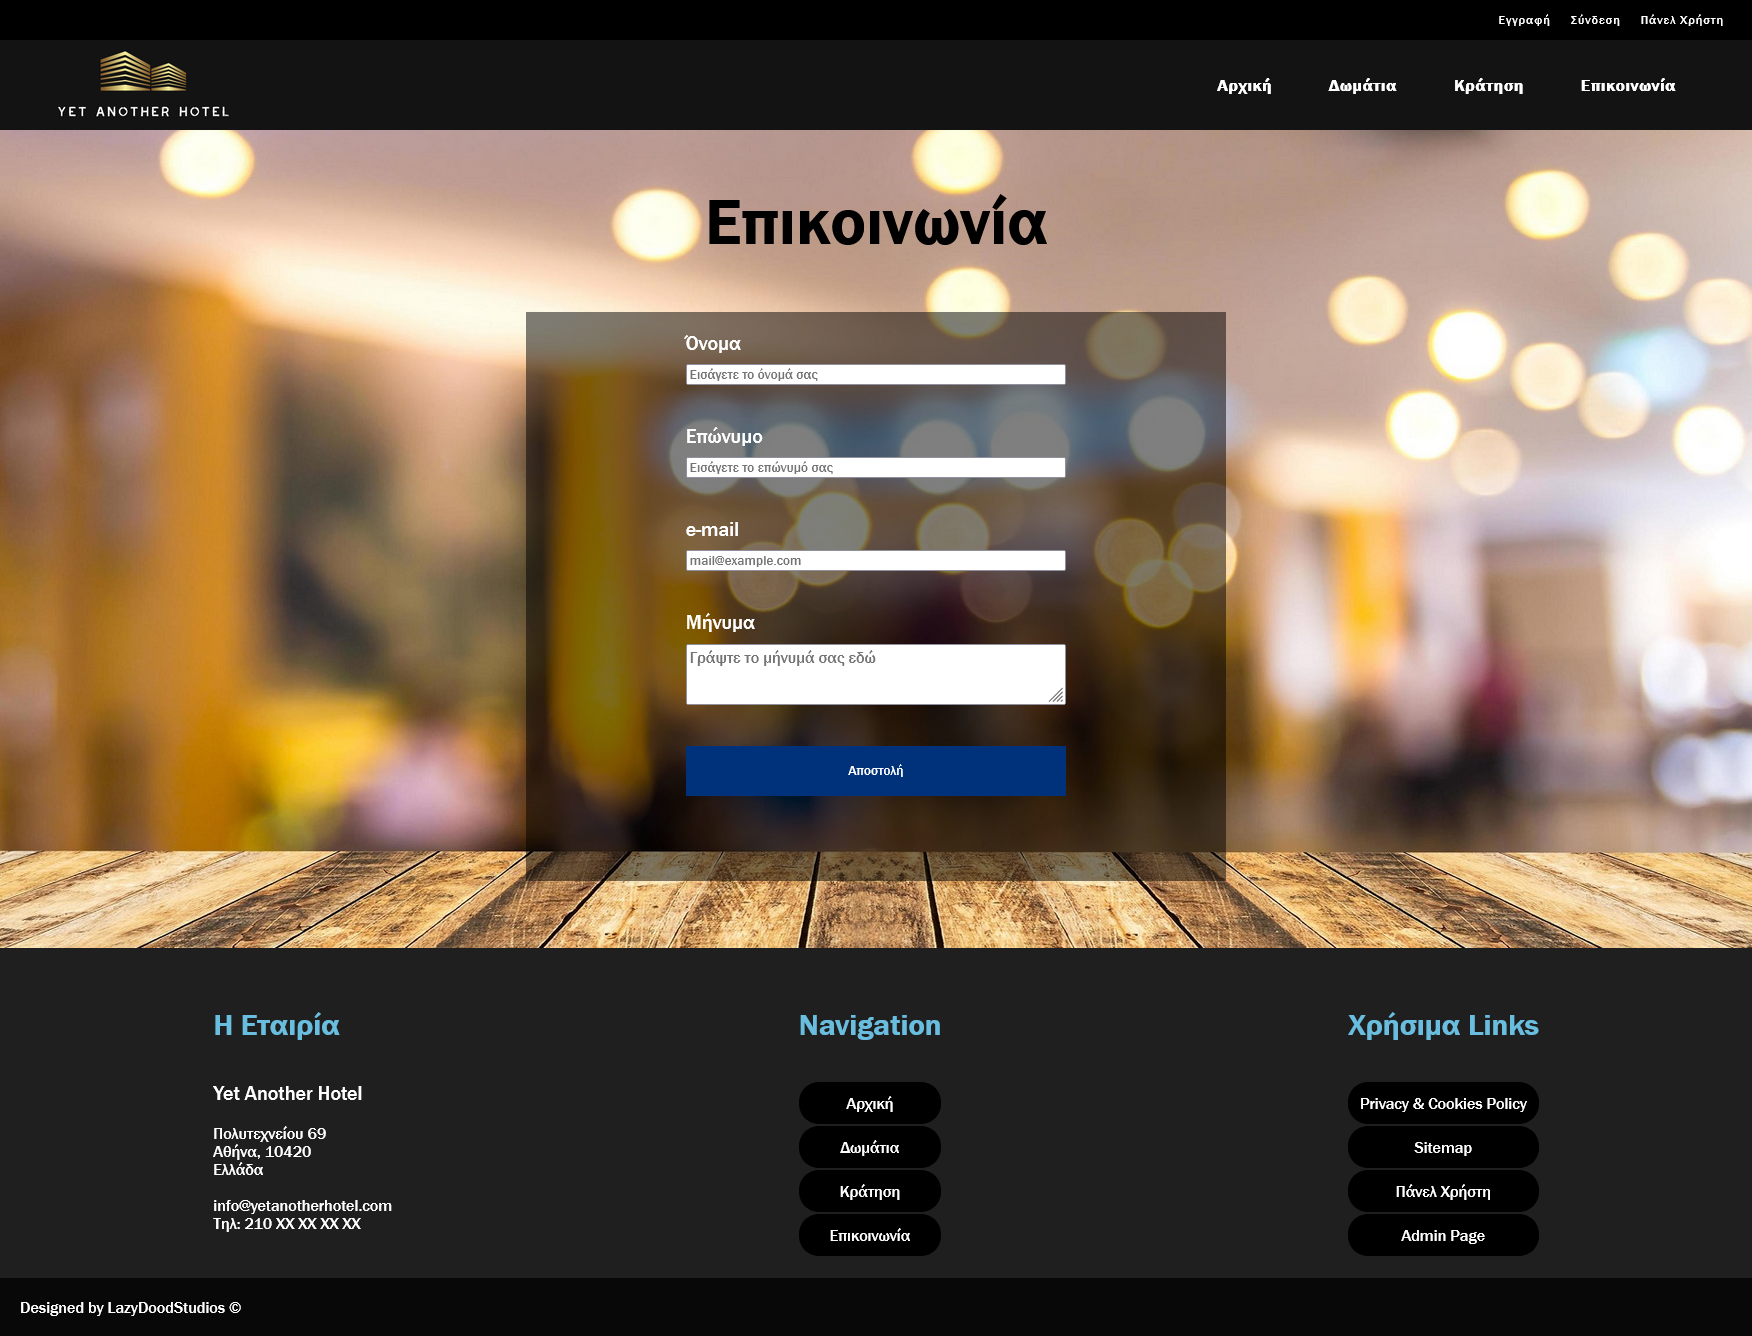 Εγγραφή Σύνδεση Πάνελ Χρήστη
YET ANOTHER HOTEL
Αρχική Δωμάτια Κράτηση Επικοινωνία
Επικοινωνία
Όνομα
Εισάγετε το όνομά σας
Επώνυμο
Εισάγετε το επώνυμό σας
e-mail
mail@example.com
Μήνυμα
Γράψτε το μήνυμά σας εδώ
Αποστολή
Η Εταιρία
Yet Another Hotel
Πολυτεχνείου 69
Αθήνα, 10420
Ελλάδα
info@yetanotherhotel.com
Τηλ: 210 XX XX XX XX
Navigation
Αρχική
Δωμάτια
Κράτηση
Επικοινωνία
Χρήσιμα Links
Privacy & Cookies Policy
Sitemap
Πάνελ Χρήστη
Admin Page
Designed by LazyDoodStudios ©